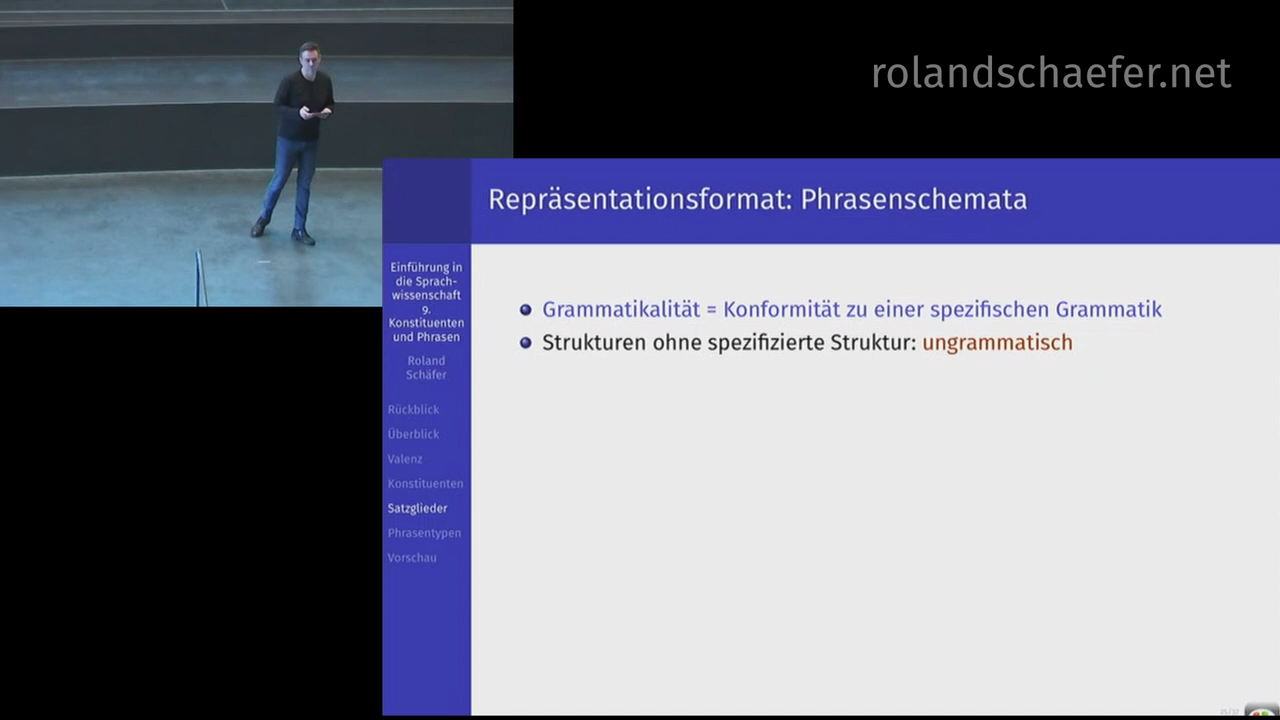 rolandschaefer.net
Repräsentationsformat: Phrasenschemata
Einführung in
die Sprach-
wissenschaft
9.
Konstituenten
und Phrasen
Roland
Schäfer
Rückblick
Überblick
Valenz
Konstituenten
Satzglieder
Phrasentypen
Vorschau
Grammatikalität = Konformität zu einer spezifischen Grammatik
Strukturen ohne spezifizierte Struktur: ungrammatisch